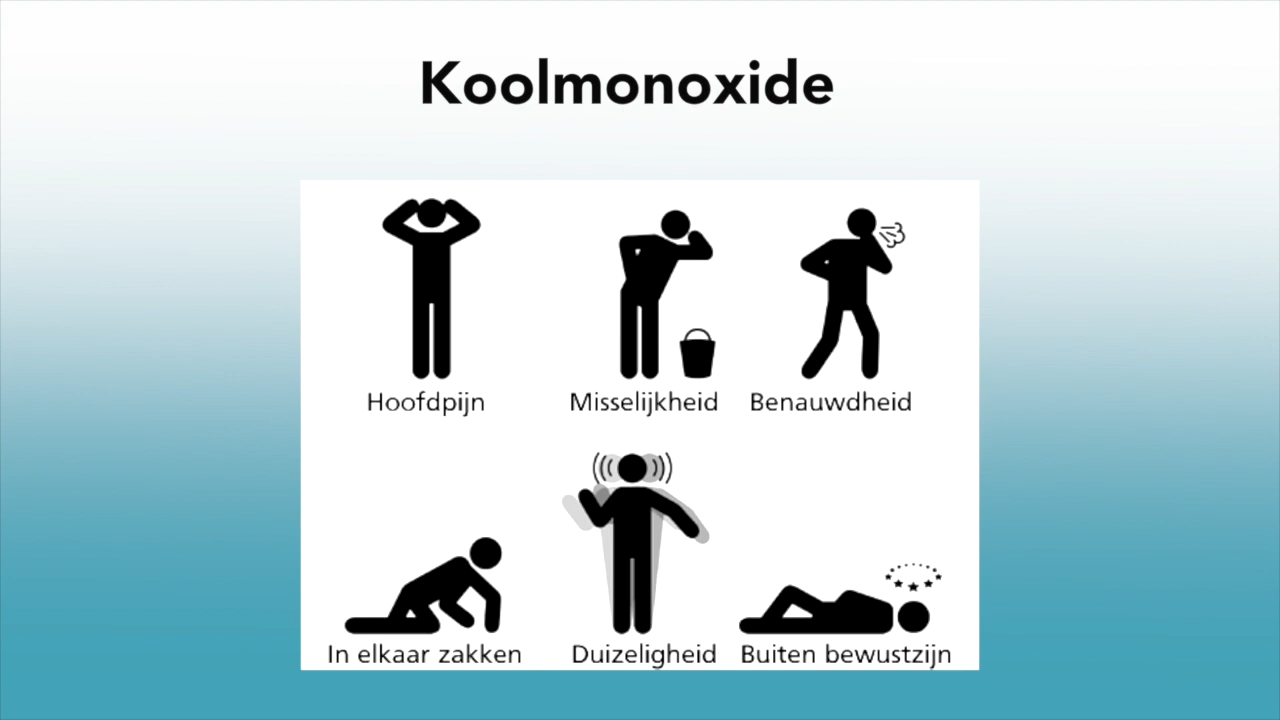 Koolmonoxide
Hoofdpijn
Misselijkheid
Benauwdheid
In elkaar zakken
Duizeligheid
Buiten bewustzijn